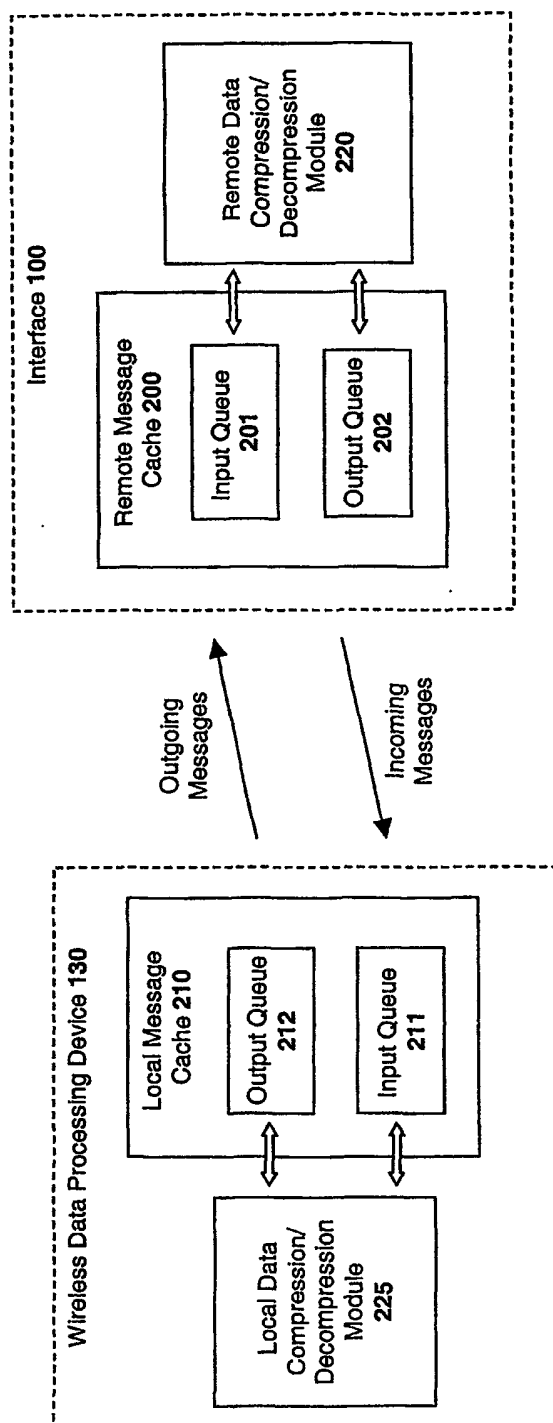 Wireless Data Processing Device 130
Local Message
Cache 210
Output Queue
212
Input Queue
211
Local Data
Compression/
Decompression
Module
225
Outgoing
Messages
Incoming
Messages
Interface 100
Remote Message
Cache 200
Input Queue
201
Output Queue
202
Remote Data
Compression/
Decompression
Module
220